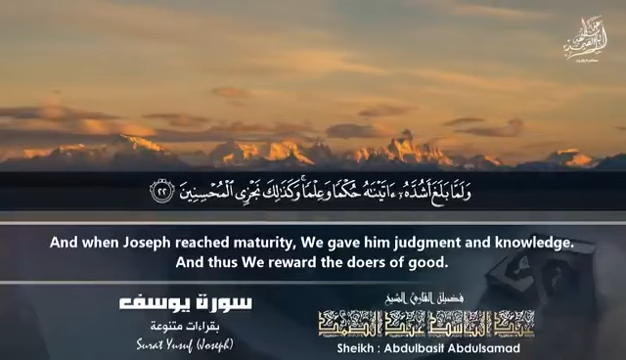 وَلَمَّا بَلَغَ أَشُدَّهُۥٓ ءَاتَيْنَٰهُ حُكْمًا وَعِلْمًا ۚ وَكَذَٰلِكَ نَجْزِى ٱلْمُحْسِنِينَ ٢٢
And when Joseph reached maturity, We gave him judgment and knowledge.
And thus We reward the doers of good.
سورة يوسف
بقراءات متنوعة
Surat Yusuf (Joseph)
فضيلة القارئ الشيخ
عبد الباسط عبد الصمد
Sheikh : Abdulbasit Abdulsamad